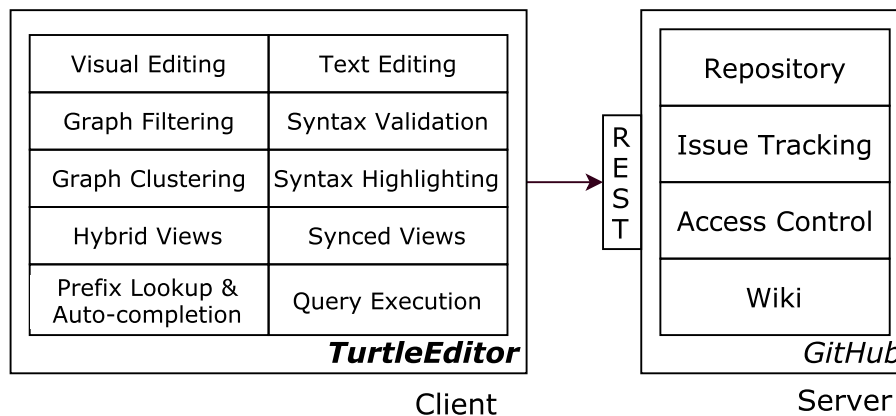 Visual Editing
Text Editing
Graph Filtering
Syntax Validation
Graph Clustering
Syntax Highlighting
Hybrid Views
Synced Views
Prefix Lookup &
Auto-completion
Query Execution
TurtleEditor
Client
R
E
S
T
Repository
Issue Tracking
Access Control
Wiki
GitHub
Server